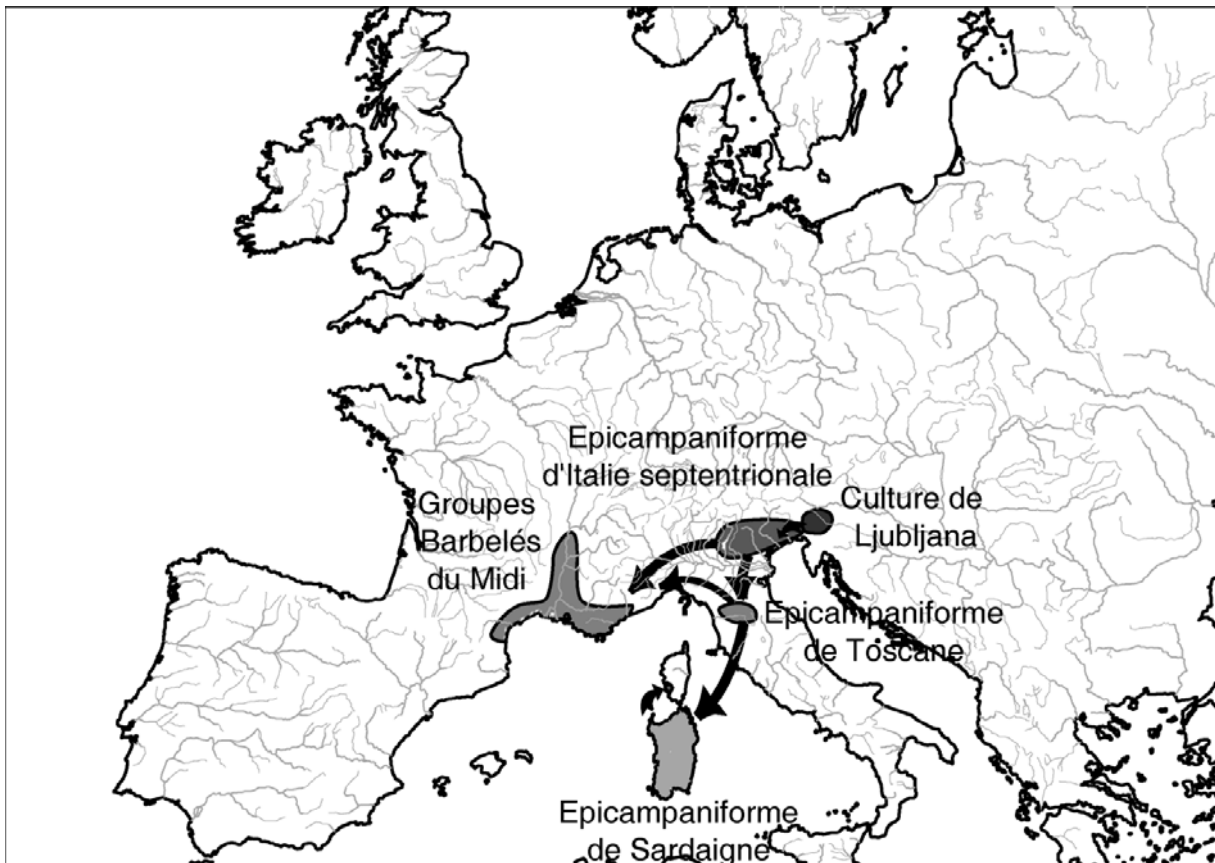 Epicampaniforme
d'Italie septentrionale
Groupes
Barbelés
du Midi
Culture de
Ljubljana
Epicampaniforme
de Toscane
?
Epicampaniforme
de Sardaigne